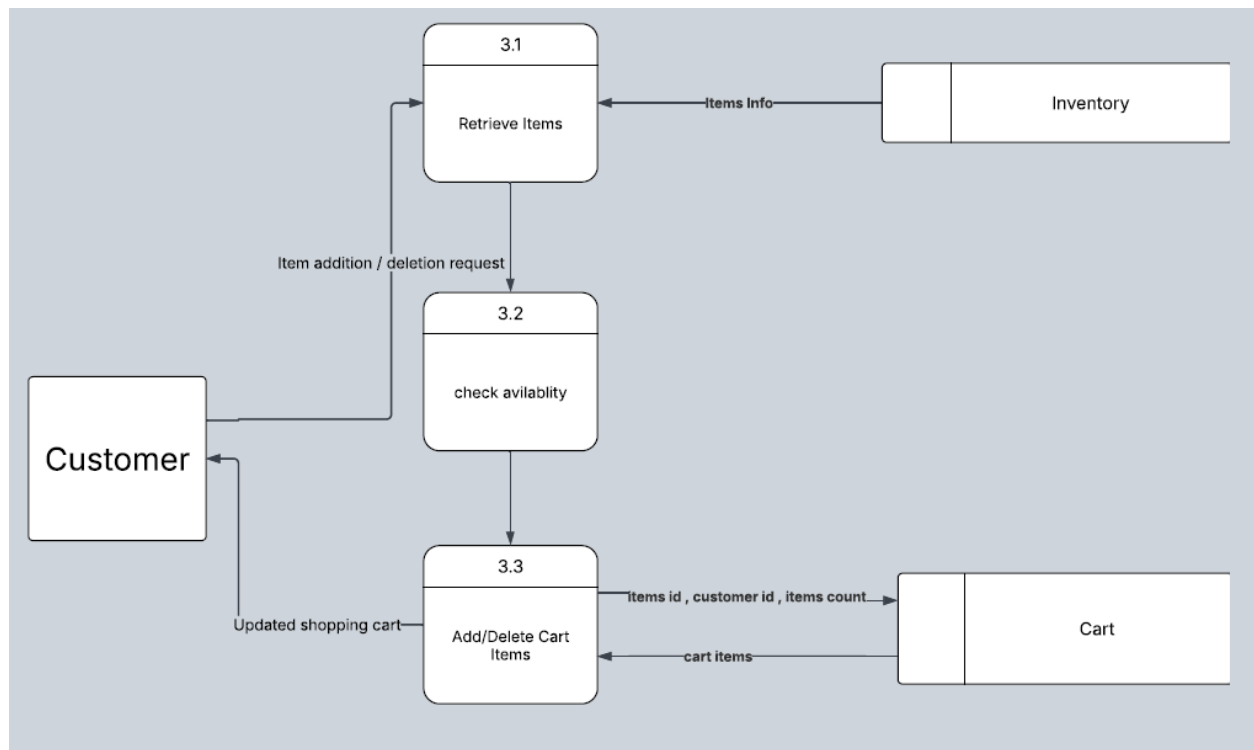 3.1
Retrieve Items
Items Info
Inventory
Item addition / deletion request
3.2
check avilablity
Customer
3.3
Add/Delete Cart
Items
Items id , customer id , items count
cart items
Cart
Updated shopping cart